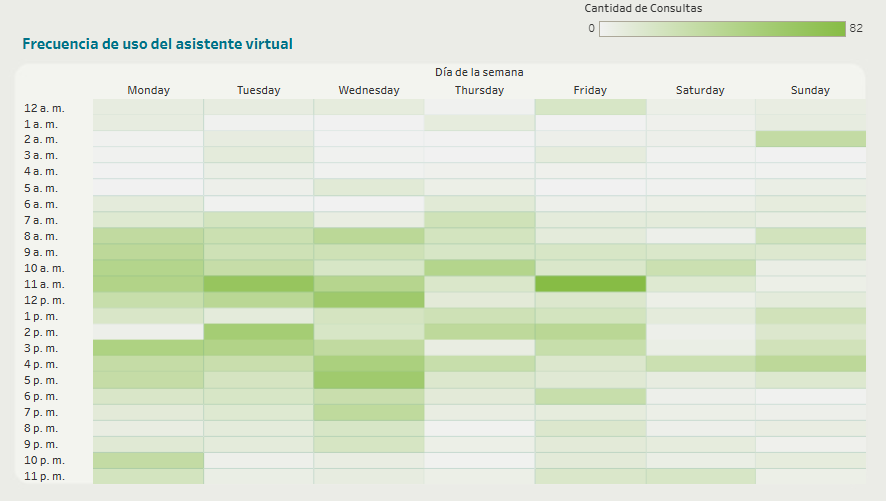 Cantidad de Consultas
0 82
Frecuencia de uso del asistente virtual
Día de la semana
Monday Tuesday Wednesday Thursday Friday Saturday Sunday
12 a. m.
1 a. m.
2 a. m.
3 a. m.
4 a. m.
5 a. m.
6 a. m.
7 a. m.
8 a. m.
9 a. m.
10 a. m.
11 a. m.
12 p. m.
1 p. m.
2 p. m.
3 p. m.
4 p. m.
5 p. m.
6 p. m.
7 p. m.
8 p. m.
9 p. m.
10 p. m.
11 p. m.